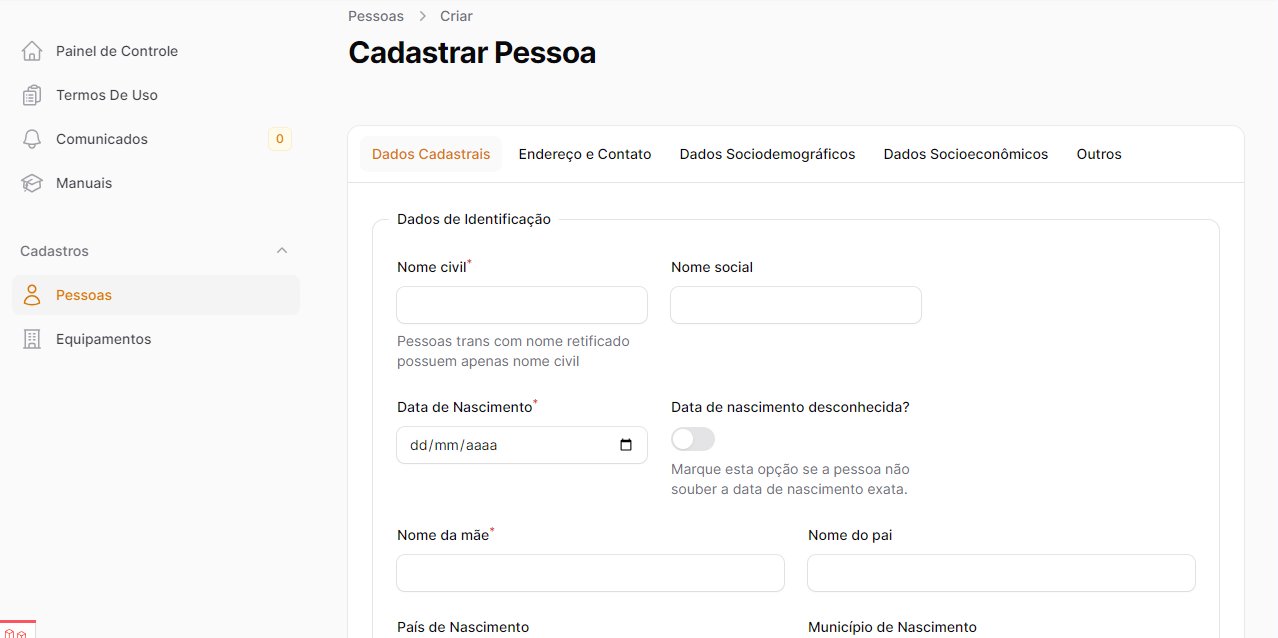 Pessoas > Criar
Cadastrar Pessoa
Painel de Controle
Termos De Uso
Comunicados 0
Manuais
Cadastros
Pessoas
Equipamentos
Dados Cadastrais Endereço e Contato Dados Sociodemográficos Dados Socioeconômicos Outros
Dados de Identificação
Nome civil* Nome social
Pessoas trans com nome retificado
possuem apenas nome civil
Data de Nascimento* Data de nascimento desconhecida?
dd/mm/aaaa
Marque esta opção se a pessoa não
souber a data de nascimento exata.
Nome da mãe* Nome do pai
País de Nascimento Município de Nascimento